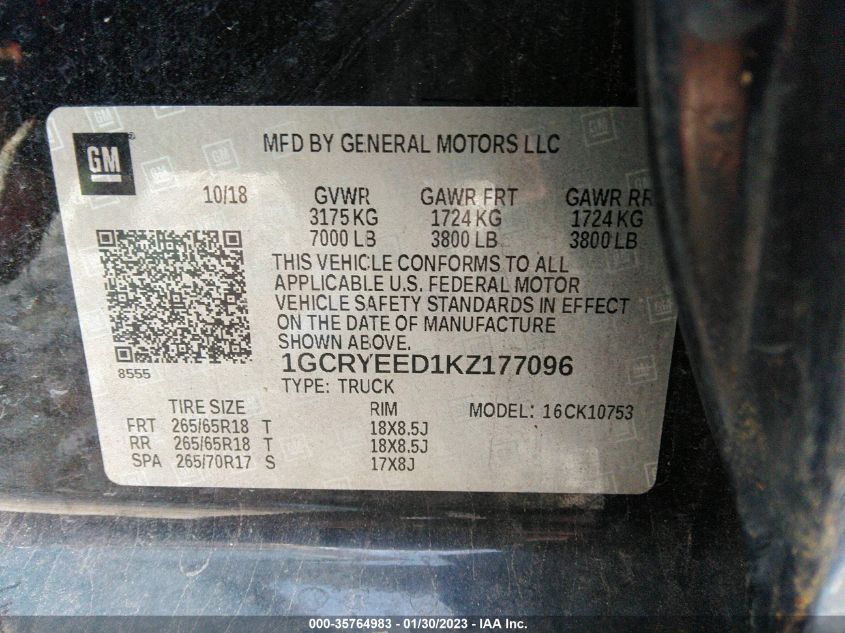 GM
MFD BY GENERAL MOTORS LLC
10/18 GVWR GAWR FRT GAWR RR
3175 KG 1724 KG 1724 KG
7000 LB 3800 LB 3800 LB
THIS VEHICLE CONFORMS TO ALL
APPLICABLE U.S. FEDERAL MOTOR
VEHICLE SAFETY STANDARDS IN EFFECT
ON THE DATE OF MANUFACTURE
SHOWN ABOVE.
8555
1GCRYEED1KZ177096
TYPE: TRUCK
TIRE SIZE RIM MODEL: 16CK10753
FRT 265/65R18 T 18X8.5J
RR 265/65R18 T 18X8.5J
SPA 265/70R17 S 17X8J
000-35764983 / 01/30/2023 - IAA Inc.